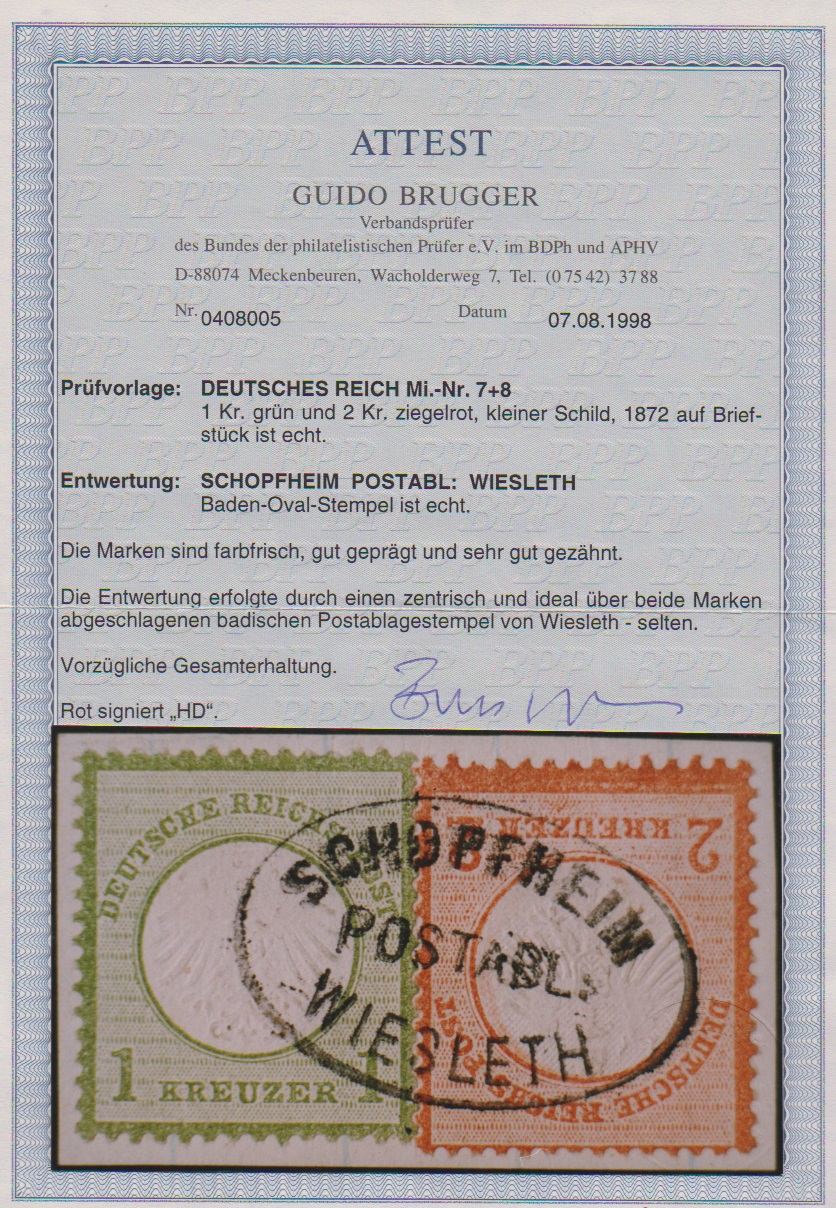 ATTEST
GUIDO BRUGGER
Verbandsprüfer
des Bundes der philatelistischen Prüfer e.V. im BDPh und APHV
D-88074 Meckenbeuren, Wacholderweg 7, Tel. (0 75 42) 37 88
Nr. 0408005 Datum 07.08.1998
Prüfvorlage: DEUTSCHES REICH Mi.-Nr. 7+8
1 Kr. grün und 2 Kr. ziegelrot, kleiner Schild, 1872 auf Brief-
stück ist echt.
Entwertung: SCHOPFHEIM POSTABL: WIESLETH
Baden-Oval-Stempel ist echt.
Die Marken sind farbfrisch, gut geprägt und sehr gut gezähnt.
Die Entwertung erfolgte durch einen zentrisch und ideal über beide Marken
abgeschlagenen badischen Postablagestempel von Wiesleth - selten.
Vorzügliche Gesamterhaltung.
Rot signiert „HD".
DEUTSCHE REICHS POST
1 KREUZER 1
2 KREUZER 2
DEUTSCHE REICHS POST
SCHOPFHEIM
POSTABL.
WIESLETH